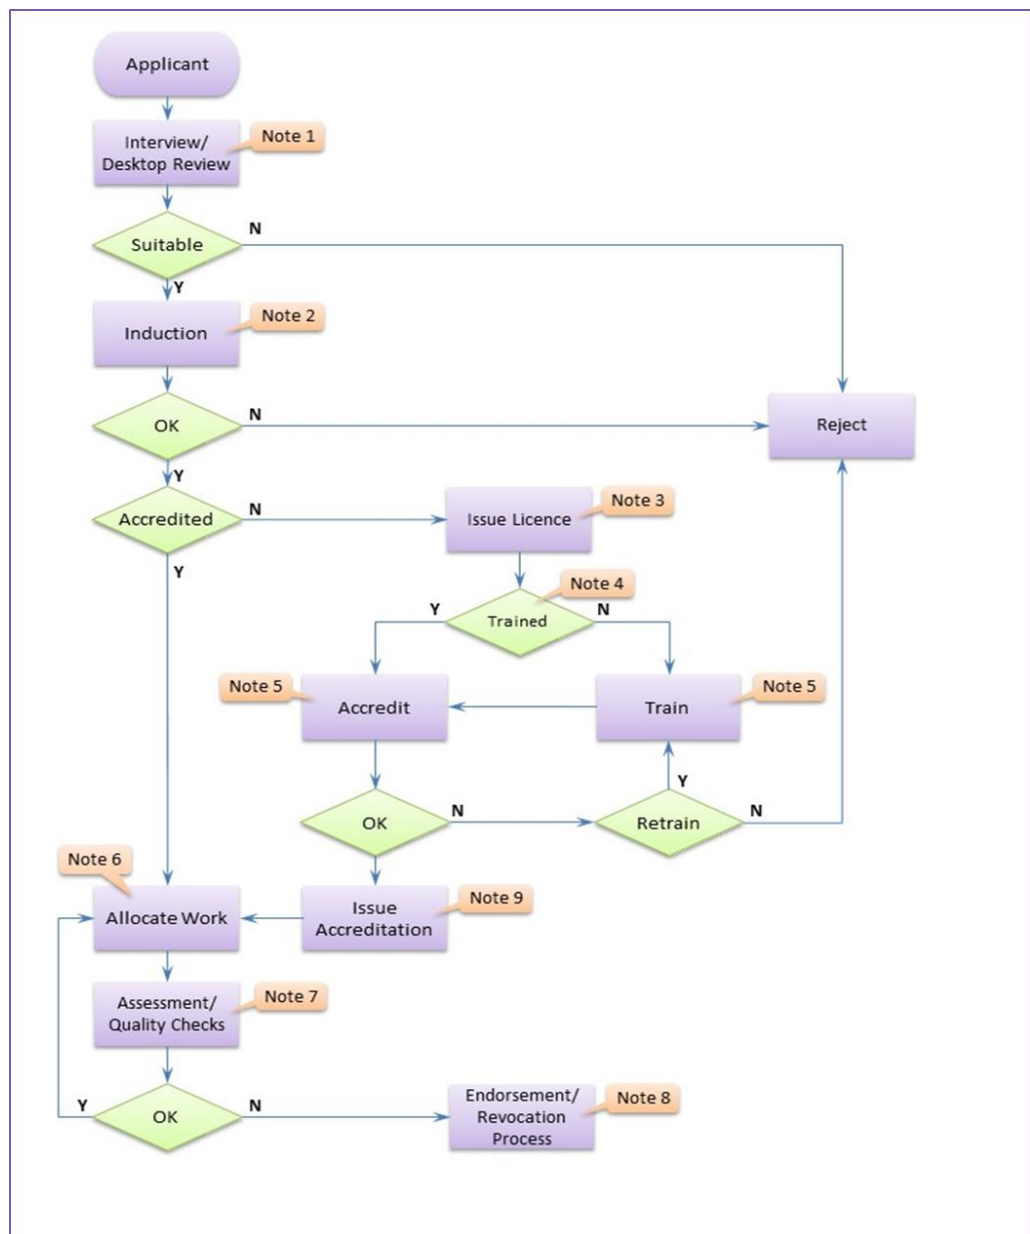 Applicant
Interview/
Desktop Review
Note 1
Suitable
N
Y
Induction
Note 2
OK
N
Reject
Y
Accredited
N
Issue Licence
Note 3
Y
Note 4
Y
Trained
N
Note 5
Accredit
Train
Note 5
Y
OK
N
Retrain
N
Note 6
Allocate Work
Issue
Accreditation
Note 9
Assessment/
Quality Checks
Note 7
Y
OK
N
Endorsement/
Revocation
Process
Note 8